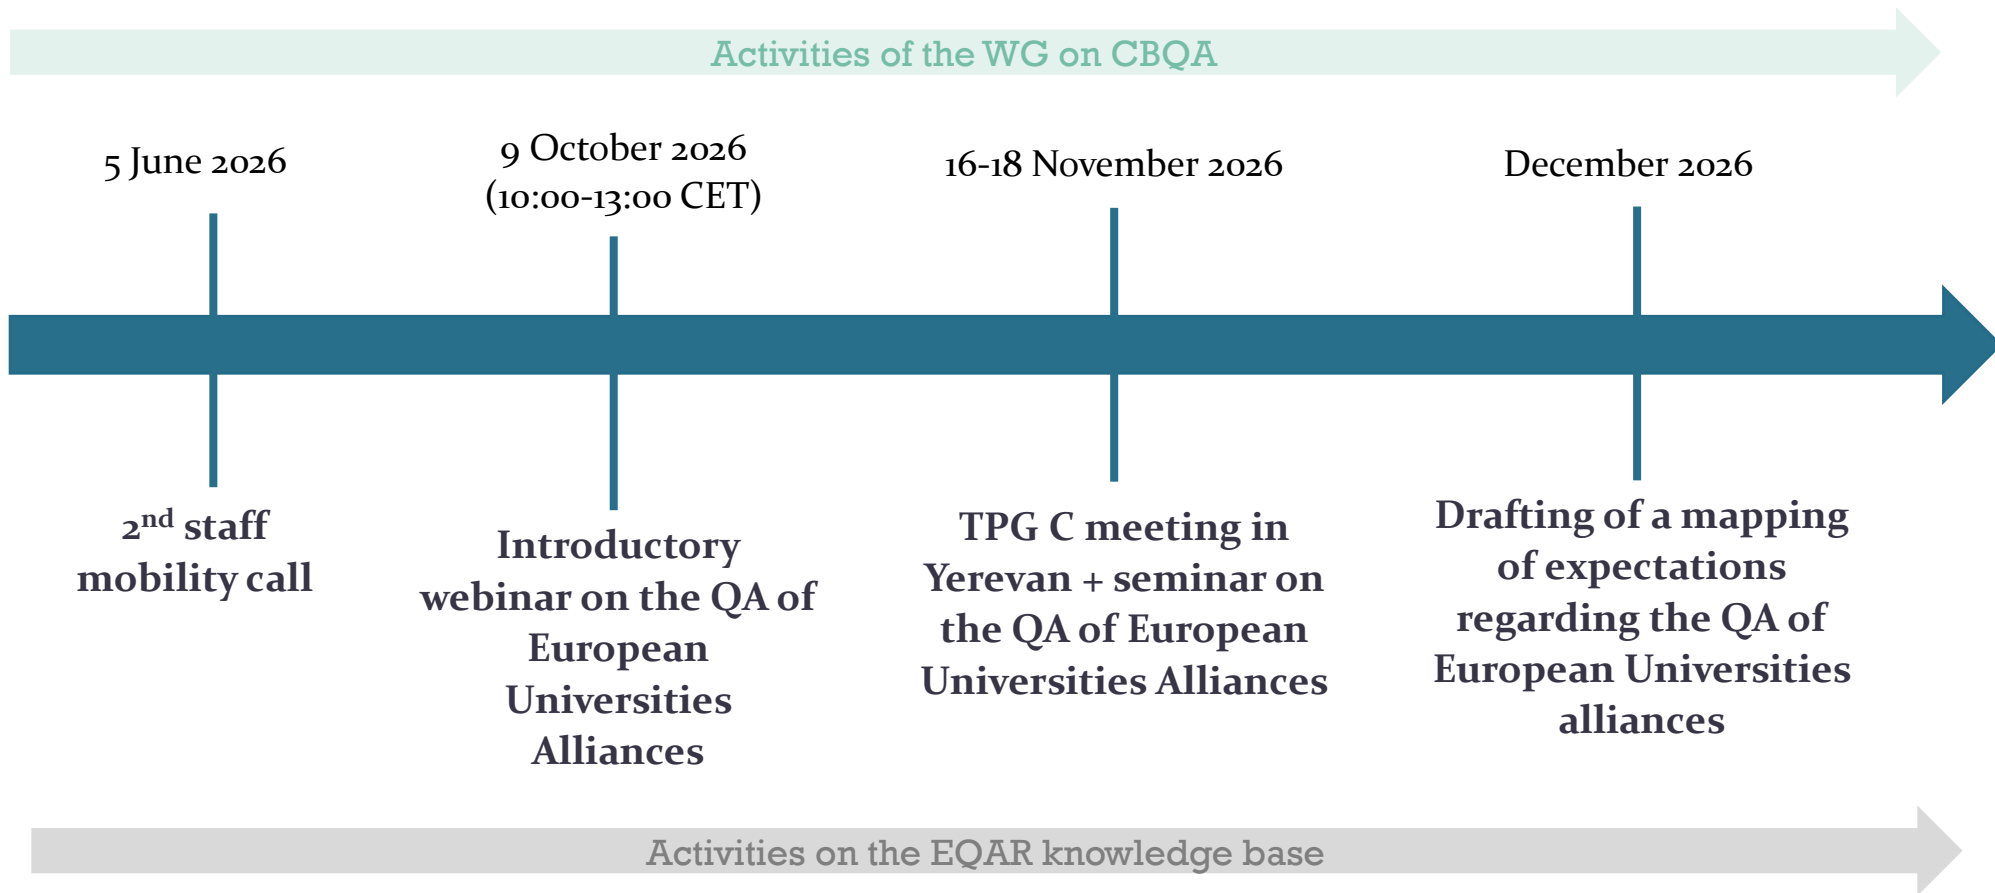 Activities of the WG on CBQA
5 June 2026
9 October 2026
(10:00-13:00 CET)
16-18 November 2026
December 2026
2nd staff
mobility call
Introductory
webinar on the QA of
European
Universities
Alliances
TPG C meeting in
Yerevan + seminar on
the QA of European
Universities Alliances
Drafting of a mapping
of expectations
regarding the QA of
European Universities
alliances
Activities on the EQAR knowledge base